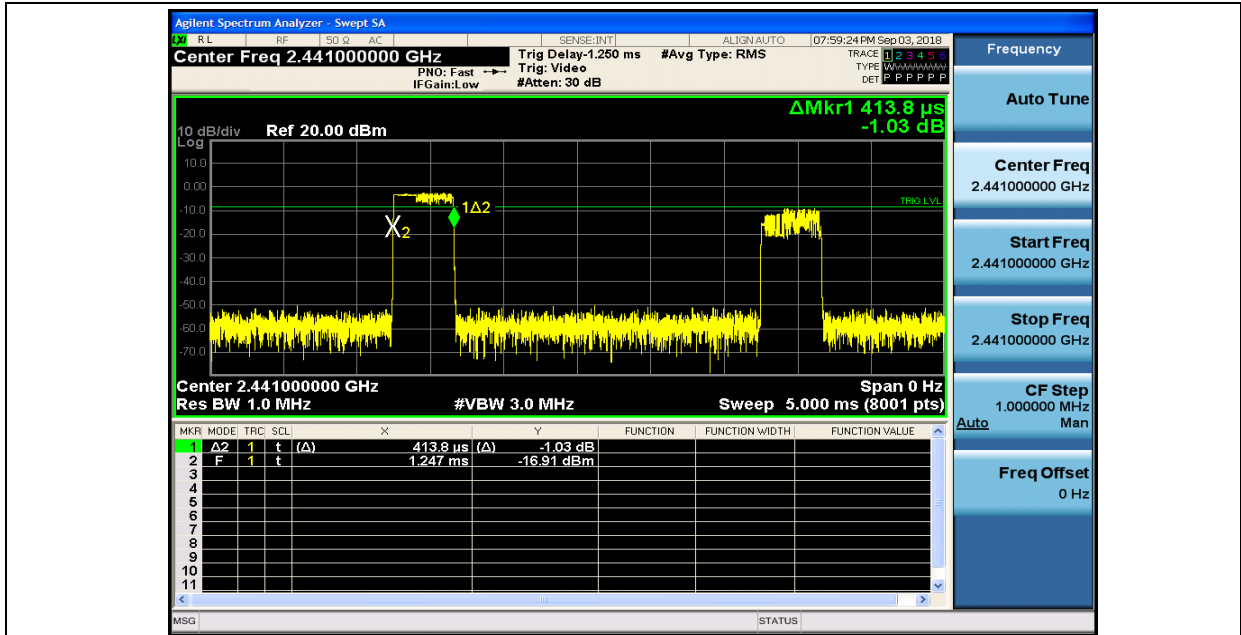 Agilent Spectrum Analyzer - Swept SA
LXI RL RF 50 Ω AC SENSE:INT ALIGN AUTO 07:59:24 PM Sep 03, 2018
Center Freq 2.441000000 GHz
PNO: Fast
IFGain:Low
Trig Delay-1.250 ms
Trig: Video
#Atten: 30 dB
#Avg Type: RMS
TRACE 1 2 3 4 5 6
TYPE WWWWWW
DET P P P P P P
ΔMkr1 413.8 µs
-1.03 dB
10 dB/div Ref 20.00 dBm
Log
10.0
0.00
-10.0
-20.0
-30.0
-40.0
-50.0
-60.0
-70.0
TRIG LVL
1Δ2
X2
Center 2.441000000 GHz Span 0 Hz
Res BW 1.0 MHz #VBW 3.0 MHz Sweep 5.000 ms (8001 pts)
MKR MODE TRC SCL X Y FUNCTION FUNCTION WIDTH FUNCTION VALUE
1 Δ2 1 t (Δ) 413.8 µs (Δ) -1.03 dB
2 F 1 t 1.247 ms -16.91 dBm
3
4
5
6
7
8
9
10
11
MSG STATUS
Frequency
Auto Tune
Center Freq
2.441000000 GHz
Start Freq
2.441000000 GHz
Stop Freq
2.441000000 GHz
CF Step
1.000000 MHz
Auto Man
Freq Offset
0 Hz